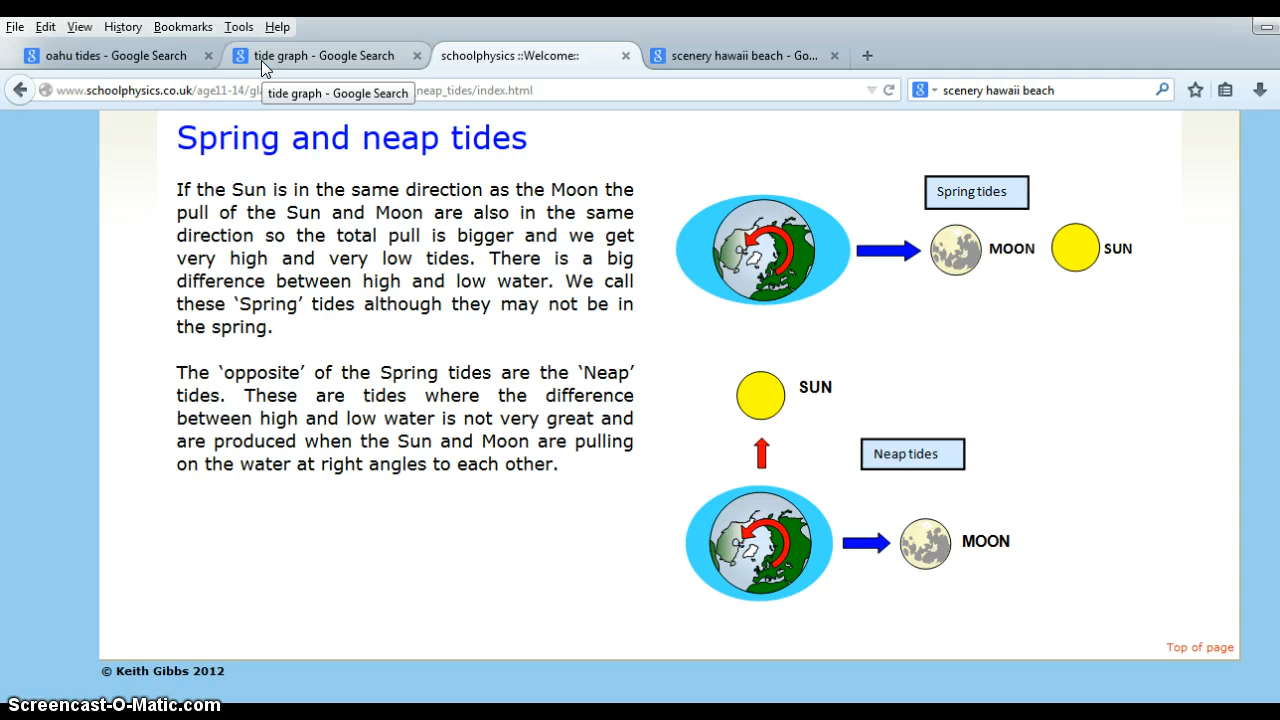 File Edit View History Bookmarks Tools Help
oahu tides - Google Search
tide graph - Google Search
schoolphysics ::Welcome::
scenery hawaii beach - Go...
www.schoolphysics.co.uk/age11-14/gl
neap_tides/index.html
tide graph - Google Search
scenery hawaii beach
Spring and neap tides
If the Sun is in the same direction as the Moon the
pull of the Sun and Moon are also in the same
direction so the total pull is bigger and we get
very high and very low tides. There is a big
difference between high and low water. We call
these ‘Spring’ tides although they may not be in
the spring.
The ‘opposite’ of the Spring tides are the ‘Neap’
tides. These are tides where the difference
between high and low water is not very great and
are produced when the Sun and Moon are pulling
on the water at right angles to each other.
Spring tides
MOON
SUN
SUN
Neap tides
MOON
Top of page
© Keith Gibbs 2012
Screencast-O-Matic.com